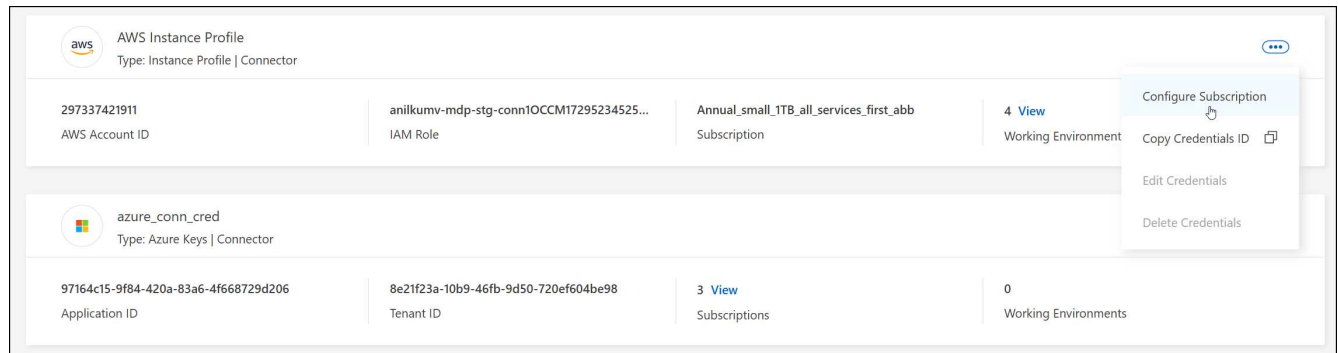 aws
AWS Instance Profile
Type: Instance Profile | Connector
297337421911
AWS Account ID
anilkumv-mdp-stg-conn1OCCM17295234525...
IAM Role
Annual_small_1TB_all_services_first_abb
Subscription
4 View
Working Environment
Configure Subscription
Copy Credentials ID
Edit Credentials
Delete Credentials
azure_conn_cred
Type: Azure Keys | Connector
97164c15-9f84-420a-83a6-4f668729d206
Application ID
8e21f23a-10b9-46fb-9d50-720ef604be98
Tenant ID
3 View
Subscriptions
0
Working Environments